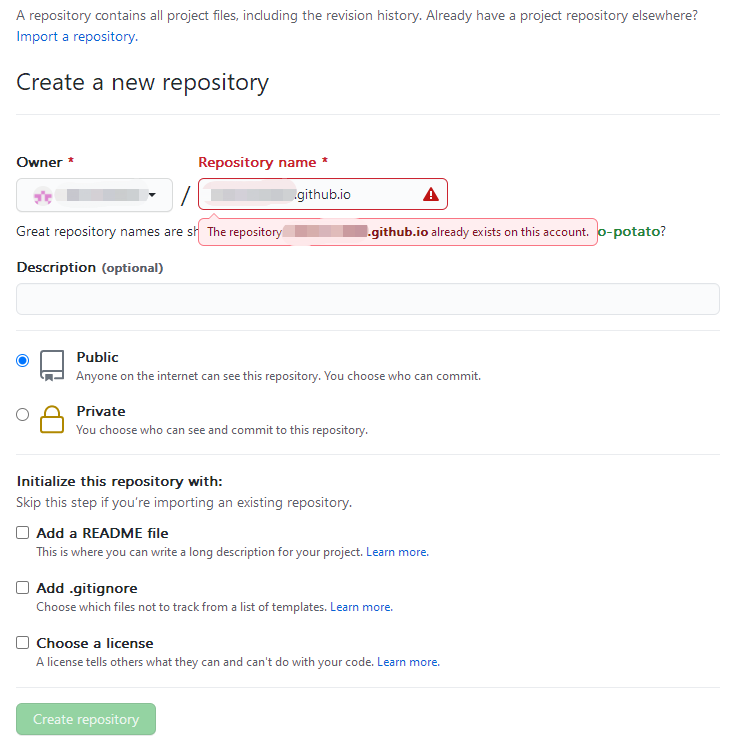 A repository contains all project files, including the revision history. Already have a project repository elsewhere?
Import a repository.
Create a new repository
Owner *
Repository name *
/
.github.io
Great repository names are sh
The repository .github.io already exists on this account.
o-potato?
Description (optional)
Public
Anyone on the internet can see this repository. You choose who can commit.
Private
You choose who can see and commit to this repository.
Initialize this repository with:
Skip this step if you're importing an existing repository.
Add a README file
This is where you can write a long description for your project. Learn more.
Add .gitignore
Choose which files not to track from a list of templates. Learn more.
Choose a license
A license tells others what they can and can't do with your code. Learn more.
Create repository